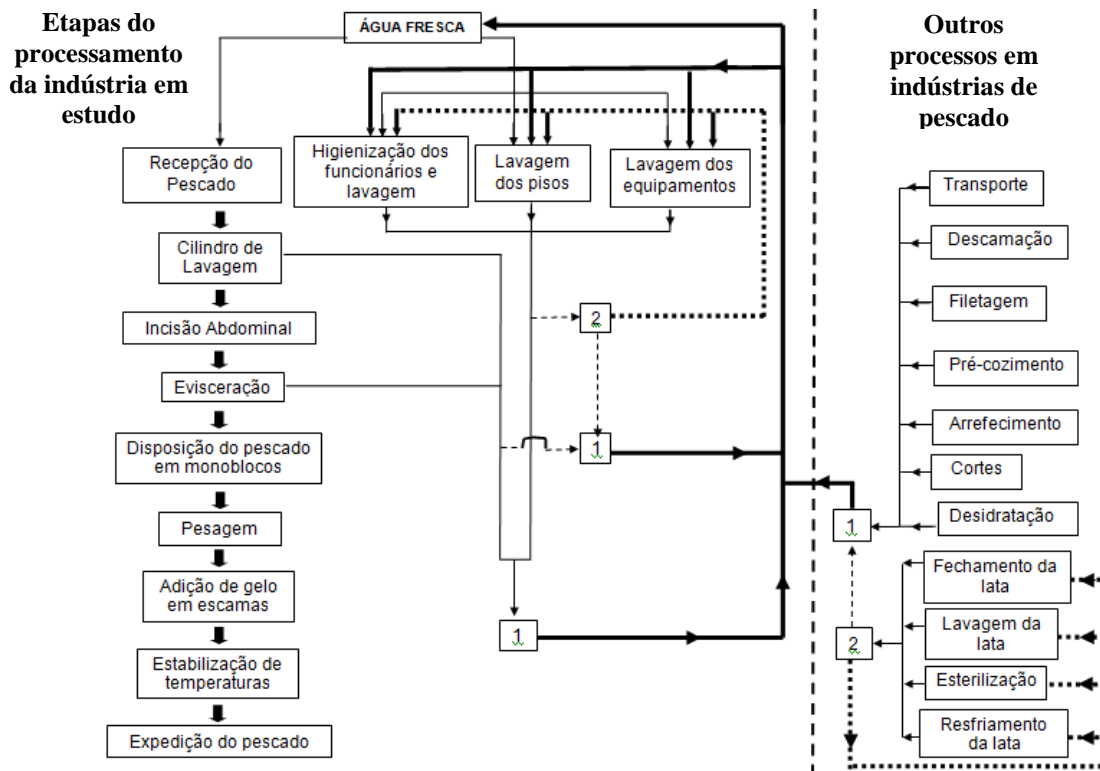 Etapas do
processamento
da indústria em
estudo
ÁGUA FRESCA
Outros
processos em
indústrias de
pescado
Recepção do
Pescado
Higienização dos
funcionários e
lavagem
Lavagem
dos pisos
Lavagem dos
equipamentos
Cilindro de
Lavagem
Incisão Abdominal
Evisceração
Disposição do pescado
em monoblocos
Pesagem
Adição de gelo
em escamas
Estabilização de
temperaturas
Expedição do pescado
2
1
1
Transporte
Descamação
Filetagem
Pré-cozimento
Arrefecimento
Cortes
Desidratação
1
Fechamento da
lata
Lavagem da
lata
2
Esterilização
Resfriamento
da lata